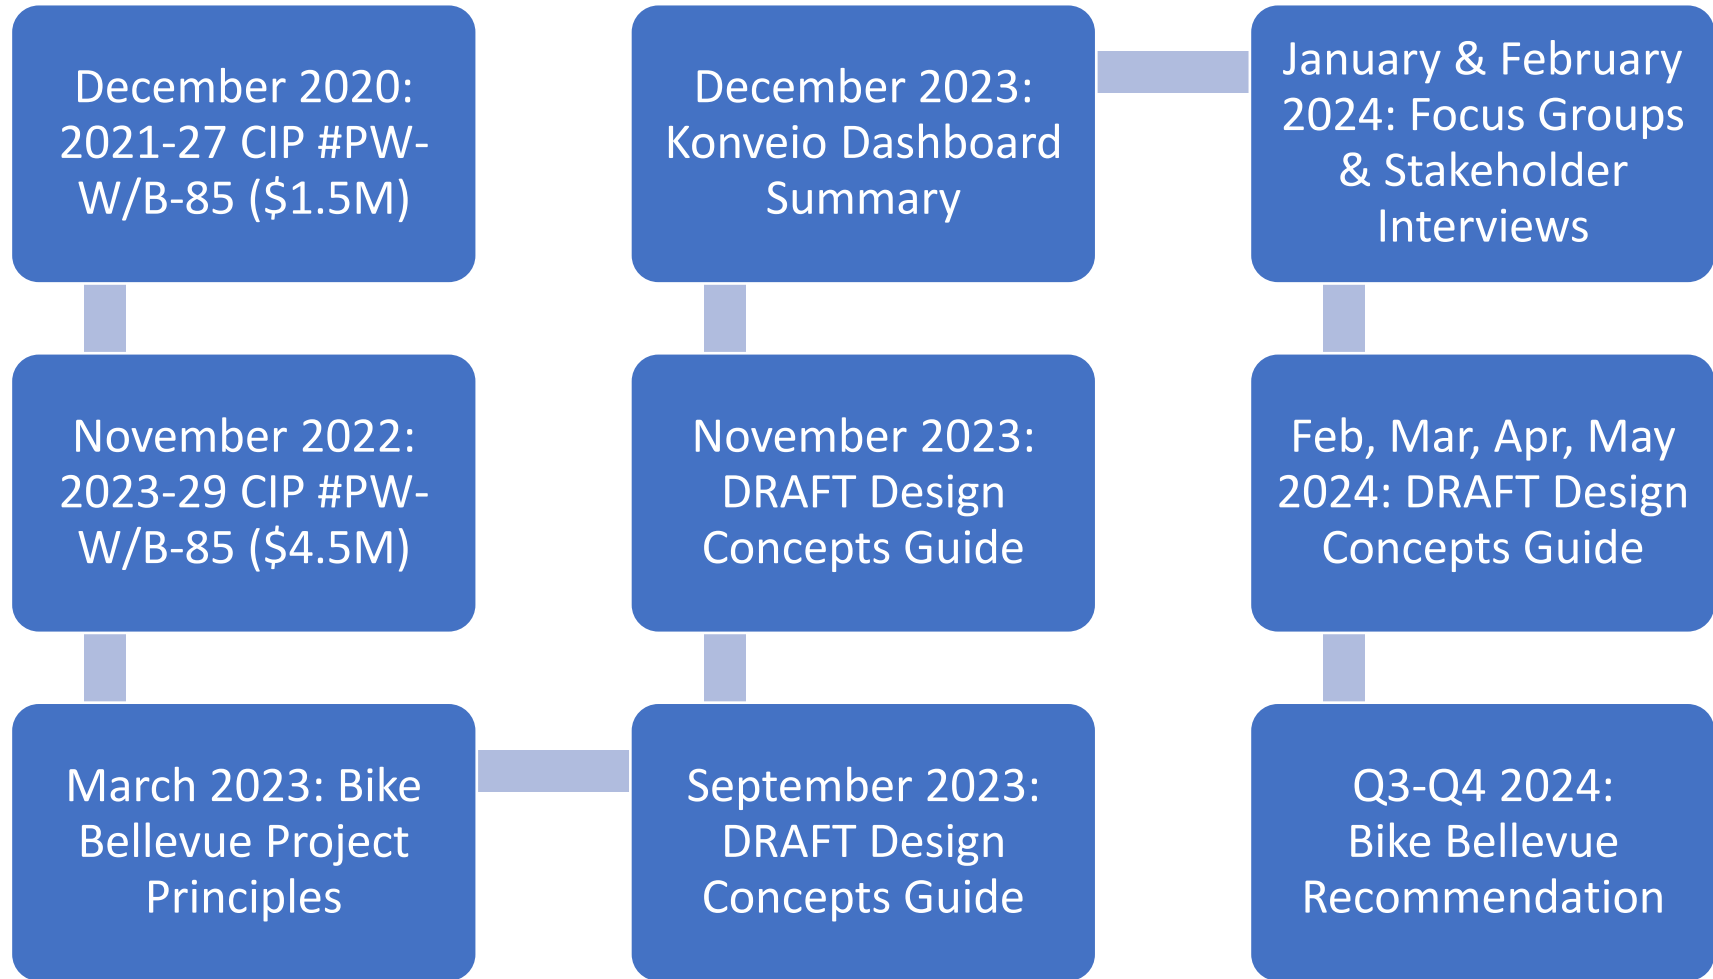 December 2020:
2021-27 CIP #PW-
W/B-85 ($1.5M)
November 2022:
2023-29 CIP #PW-
W/B-85 ($4.5M)
March 2023: Bike
Bellevue Project
Principles
September 2023:
DRAFT Design
Concepts Guide
November 2023:
DRAFT Design
Concepts Guide
December 2023:
Konveio Dashboard
Summary
January & February
2024: Focus Groups
& Stakeholder
Interviews
Feb, Mar, Apr, May
2024: DRAFT Design
Concepts Guide
Q3-Q4 2024:
Bike Bellevue
Recommendation